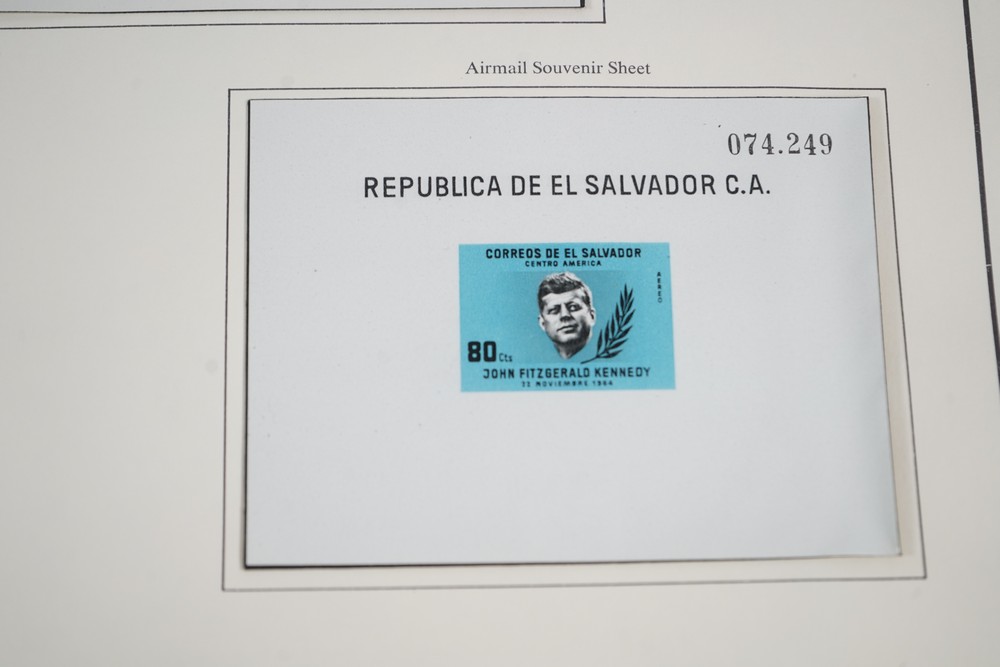 Airmail Souvenir Sheet
074.249
REPUBLICA DE EL SALVADOR C.A.
CORREOS DE EL SALVADOR
CENTRO AMERICA
AEREO
80 Cts
JOHN FITZGERALD KENNEDY
22 NOVIEMBRE 1964